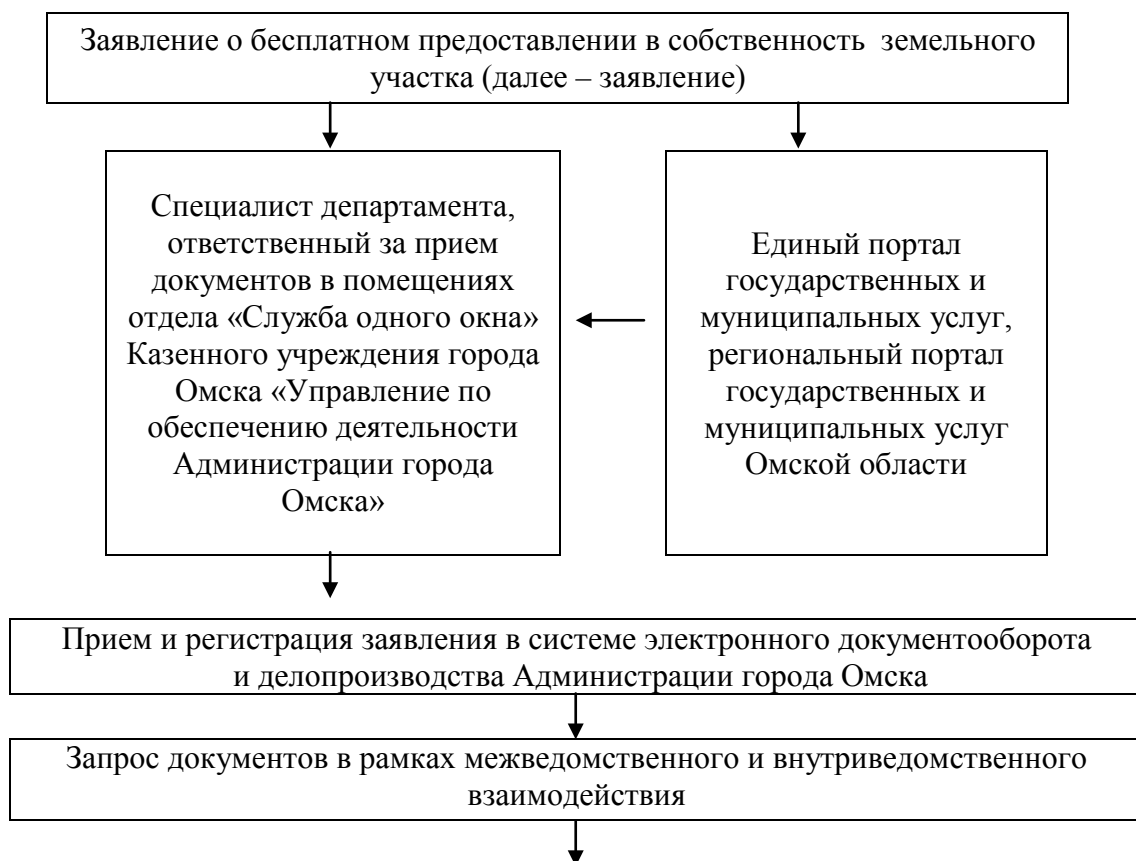 Заявление о бесплатном предоставлении в собственность земельного
участка (далее – заявление)
Специалист департамента,
ответственный за прием
документов в помещениях
отдела «Служба одного окна»
Казенного учреждения города
Омска «Управление по
обеспечению деятельности
Администрации города
Омска»
Единый портал
государственных и
муниципальных услуг,
региональный портал
государственных и
муниципальных услуг
Омской области
Прием и регистрация заявления в системе электронного документооборота
и делопроизводства Администрации города Омска
Запрос документов в рамках межведомственного и внутриведомственного
взаимодействия